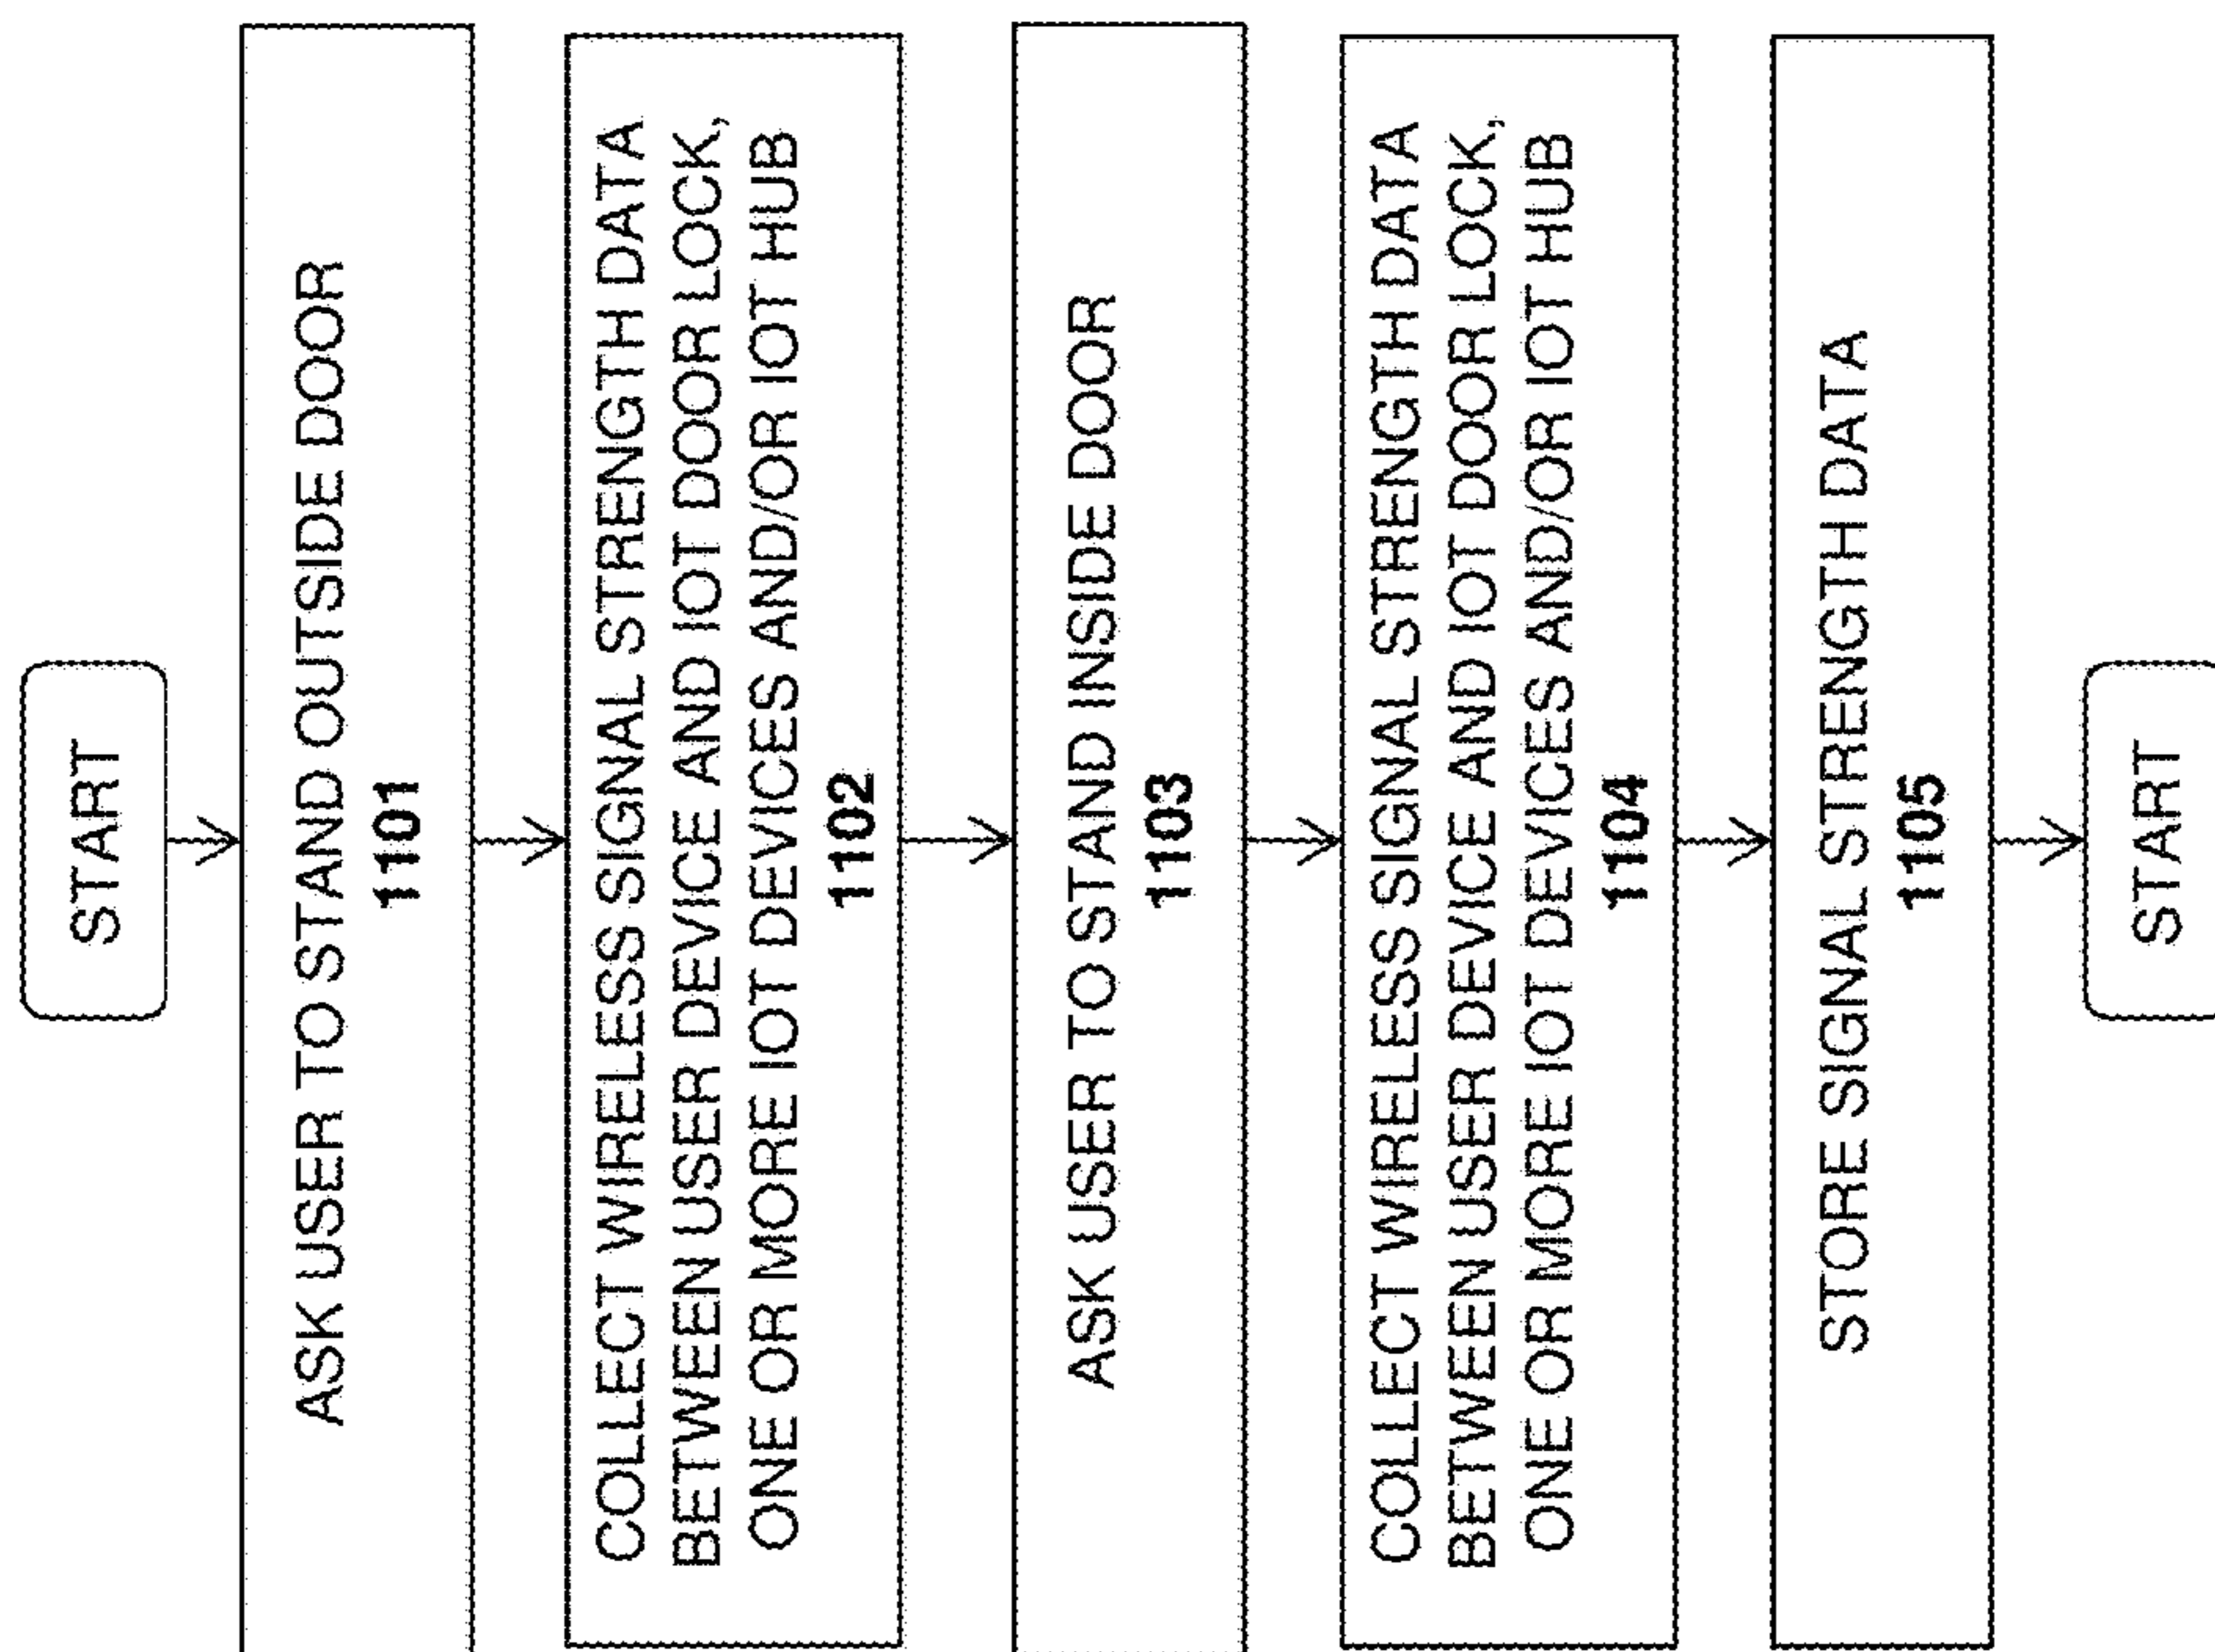 START
ASK USER TO STAND OUTSIDE DOOR
1101
COLLECT WIRELESS SIGNAL STRENGTH DATA
BETWEEN USER DEVICE AND IOT DOOR LOCK,
ONE OR MORE IOT DEVICES AND/OR IOT HUB
1102
ASK USER TO STAND INSIDE DOOR
1103
COLLECT WIRELESS SIGNAL STRENGTH DATA
BETWEEN USER DEVICE AND IOT DOOR LOCK,
ONE OR MORE IOT DEVICES AND/OR IOT HUB
1104
STORE SIGNAL STRENGTH DATA
1105
START